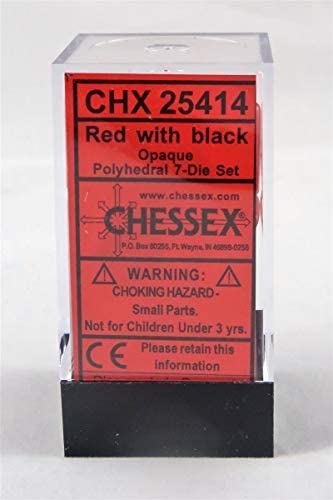 CHX 25414
Red with black
Opaque
Polyhedral 7-Die Set
www.chessex.com
CHESSEX®
P.O. Box 80255, Ft. Wayne, IN 46898-0255
⚠ WARNING:
CHOKING HAZARD -
Small Parts.
Not for Children Under 3 yrs.
CE Please retain this
information